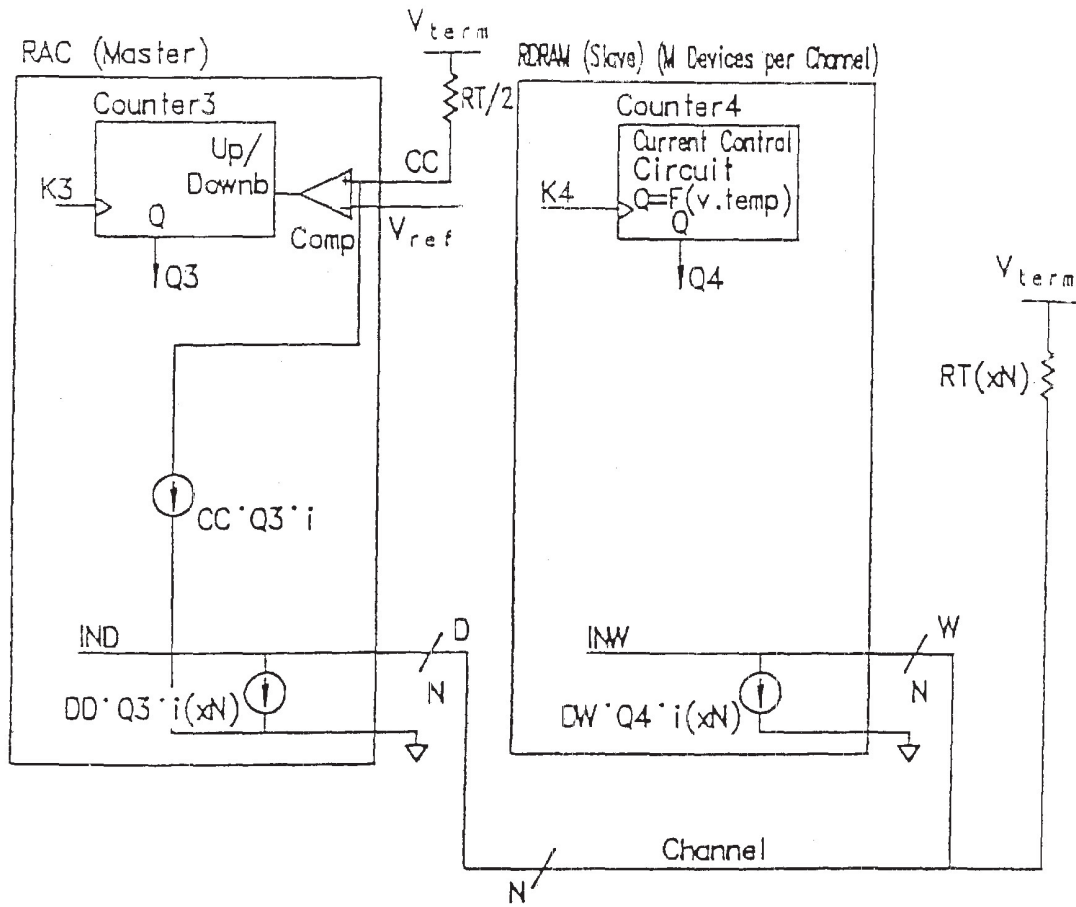 RAC (Master)
Vterm
RT/2
RDRAM (Slave) (M Devices per Channel)
Counter3
Up/
Downb
K3
Q
Q3
CC
Comp
Vref
Counter4
Current Control
Circuit
Q=F(v.temp)
K4
Q
Q4
Vterm
RT(xN)
CC·Q3·i
IND
D
N
DD·Q3·i(xN)
INW
W
N
DW·Q4·i(xN)
Channel
N